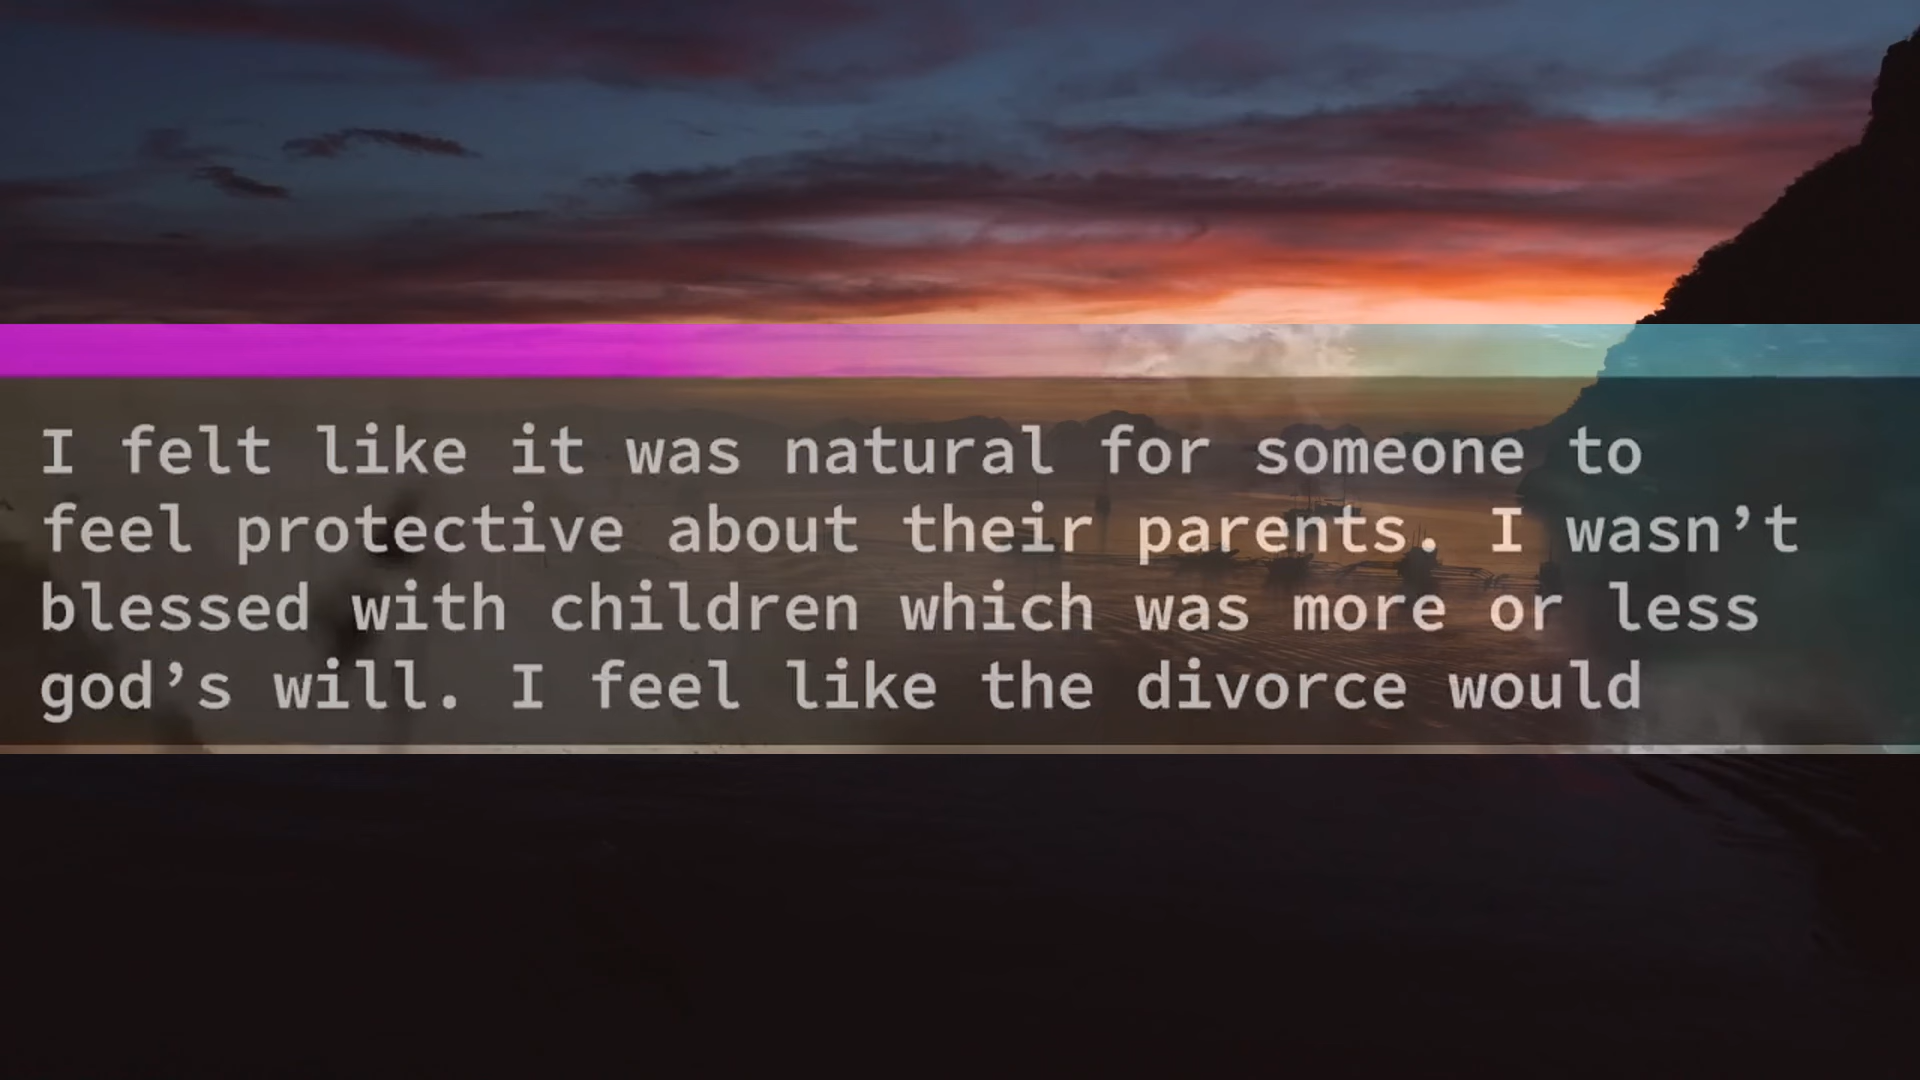 I felt like it was natural for someone to
feel protective about their parents. I wasn’t
blessed with children which was more or less
god’s will. I feel like the divorce would